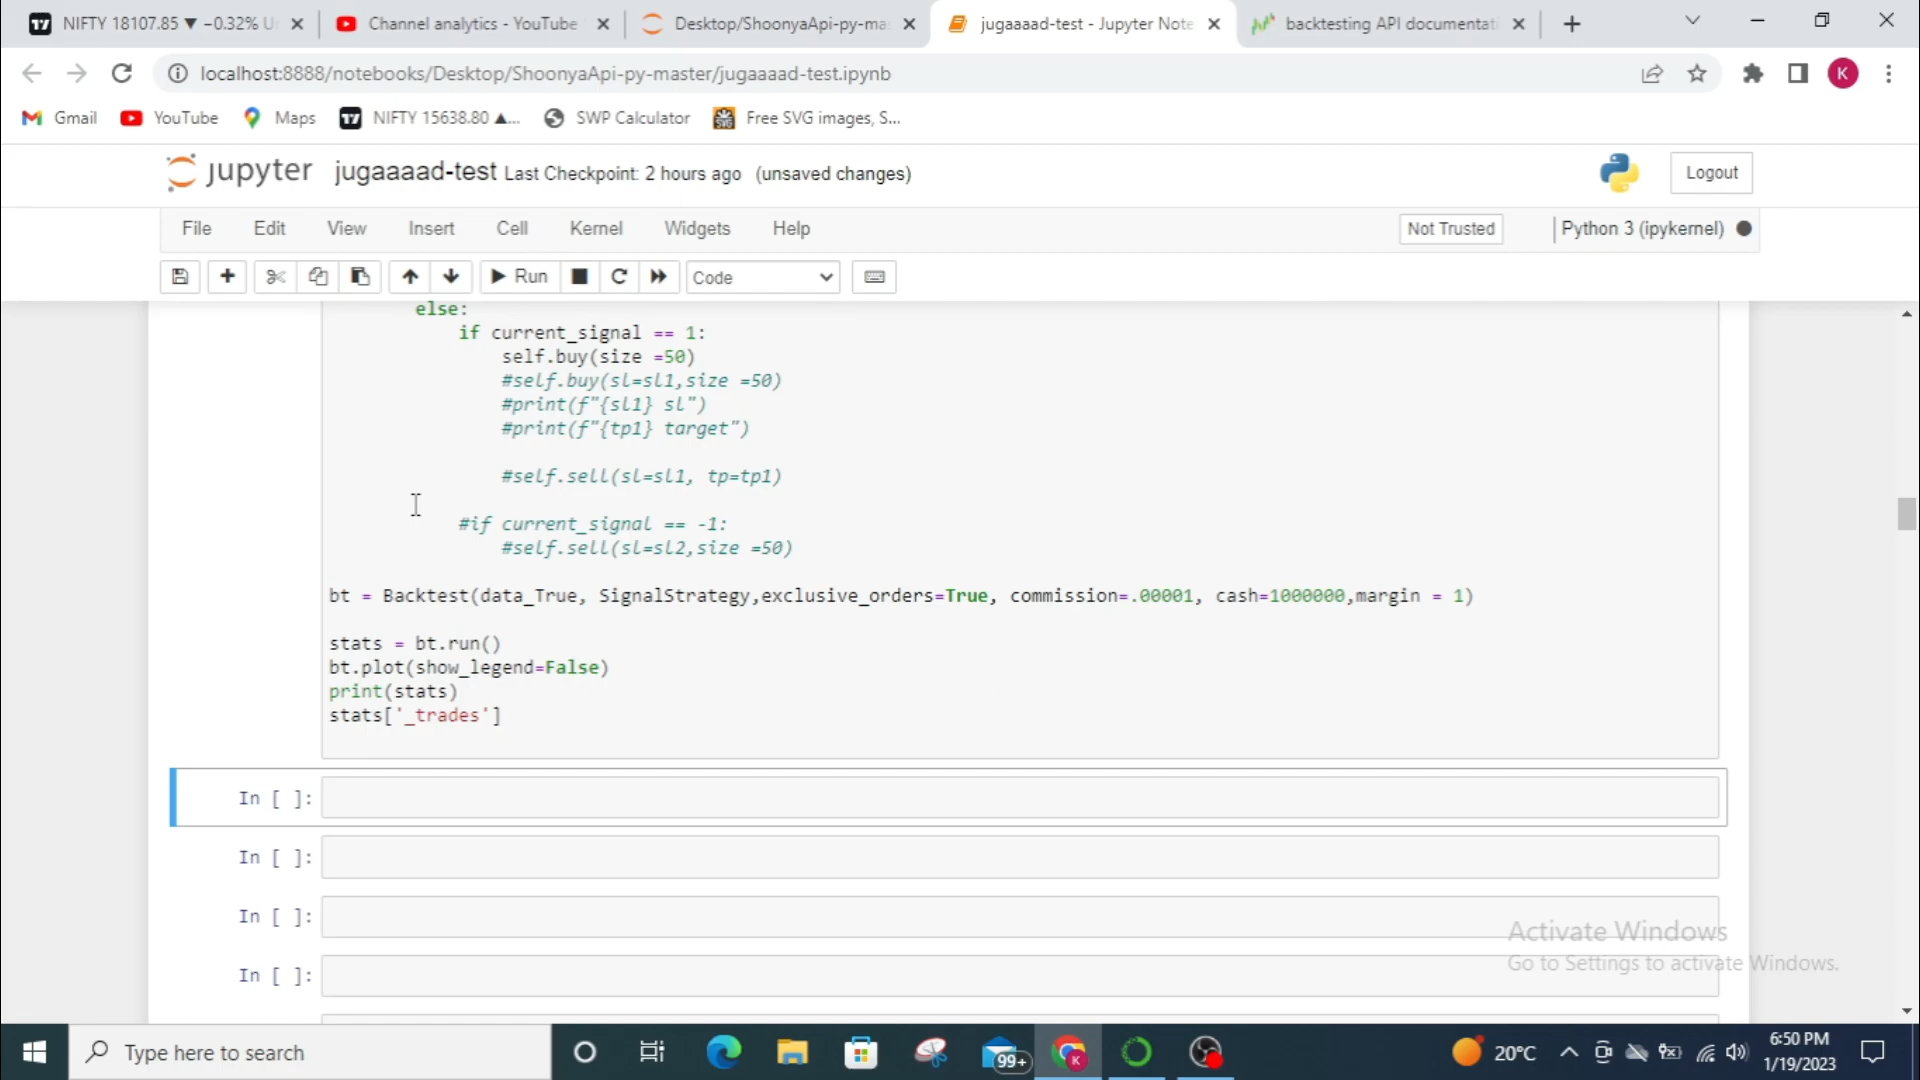 NIFTY 18107.85 ▼ −0.32% U
Channel analytics - YouTube
Desktop/ShoonyaApi-py-ma
jugaaaad-test - Jupyter Note
backtesting API documentati
localhost:8888/notebooks/Desktop/ShoonyaApi-py-master/jugaaaad-test.ipynb
K
Gmail
YouTube
Maps
NIFTY 15638.80 ▲...
SWP Calculator
Free SVG images, S...
jupyter
jugaaaad-test Last Checkpoint: 2 hours ago (unsaved changes)
Logout
File Edit View Insert Cell Kernel Widgets Help
Not Trusted
Python 3 (ipykernel)
Run
Code
else:
if current_signal == 1:
self.buy(size =50)
#self.buy(sl=sl1,size =50)
#print(f"{sl1} sl")
#print(f"{tp1} target")
#self.sell(sl=sl1, tp=tp1)
#if current_signal == -1:
#self.sell(sl=sl2,size =50)
bt = Backtest(data_True, SignalStrategy,exclusive_orders=True, commission=.00001, cash=1000000,margin = 1)
stats = bt.run()
bt.plot(show_legend=False)
print(stats)
stats['_trades']
In [ ]:
In [ ]:
In [ ]:
In [ ]:
Activate Windows
Go to Settings to activate Windows.
Type here to search
99+
K
20°C
6:50 PM
1/19/2023